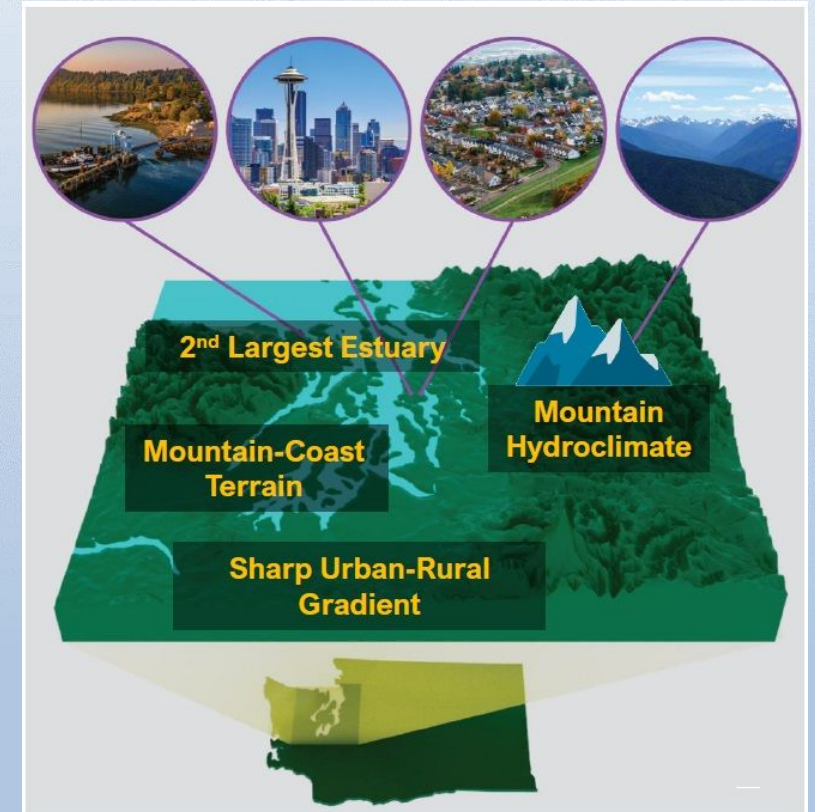 2nd Largest Estuary
Mountain
Hydroclimate
Mountain-Coast
Terrain
Sharp Urban-Rural
Gradient